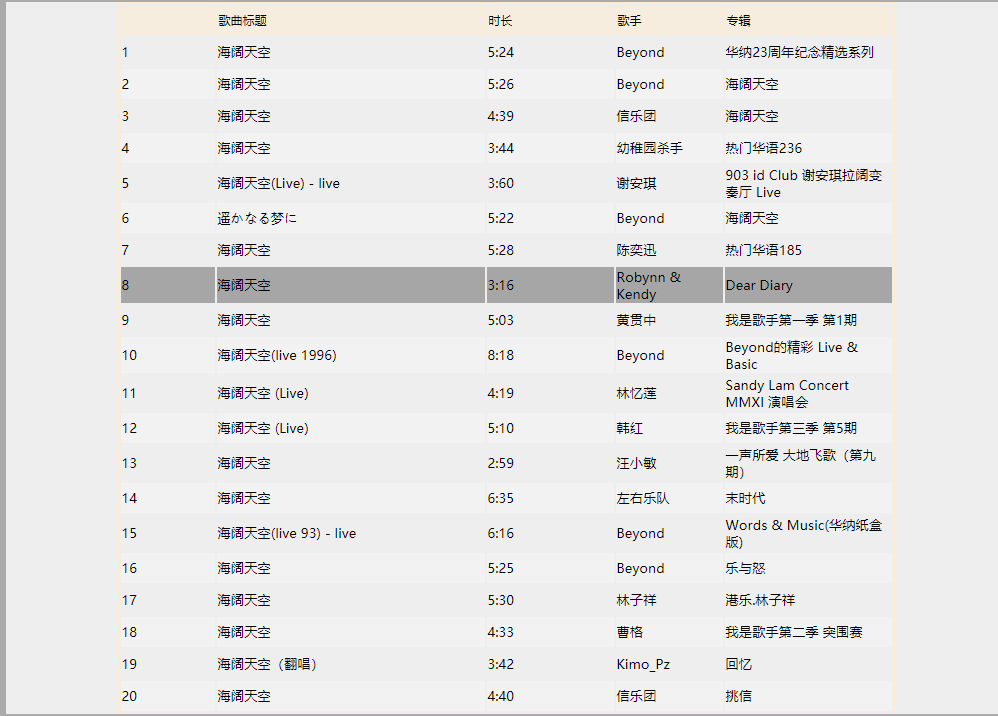 歌曲标题 时长 歌手 专辑
1 海阔天空 5:24 Beyond 华纳23周年纪念精选系列
2 海阔天空 5:26 Beyond 海阔天空
3 海阔天空 4:39 信乐团 海阔天空
4 海阔天空 3:44 幼稚园杀手 热门华语236
5 海阔天空(Live) - live 3:60 谢安琪 903 id Club 谢安琪拉阔变
奏厅 Live
6 遥かなる梦に 5:22 Beyond 海阔天空
7 海阔天空 5:28 陈奕迅 热门华语185
8 海阔天空 3:16 Robynn & Dear Diary
Kendy
9 海阔天空 5:03 黄贯中 我是歌手第一季 第1期
10 海阔天空(live 1996) 8:18 Beyond Beyond的精彩 Live &
Basic
11 海阔天空 (Live) 4:19 林忆莲 Sandy Lam Concert
MMXI 演唱会
12 海阔天空 (Live) 5:10 韩红 我是歌手第三季 第5期
13 海阔天空 2:59 汪小敏 一声所爱 大地飞歌（第九
期）
14 海阔天空 6:35 左右乐队 末时代
15 海阔天空(live 93) - live 6:16 Beyond Words & Music(华纳纸盒
版)
16 海阔天空 5:25 Beyond 乐与怒
17 海阔天空 5:30 林子祥 港乐.林子祥
18 海阔天空 4:33 曹格 我是歌手第二季 突围赛
19 海阔天空（翻唱） 3:42 Kimo_Pz 回忆
20 海阔天空 4:40 信乐团 挑信